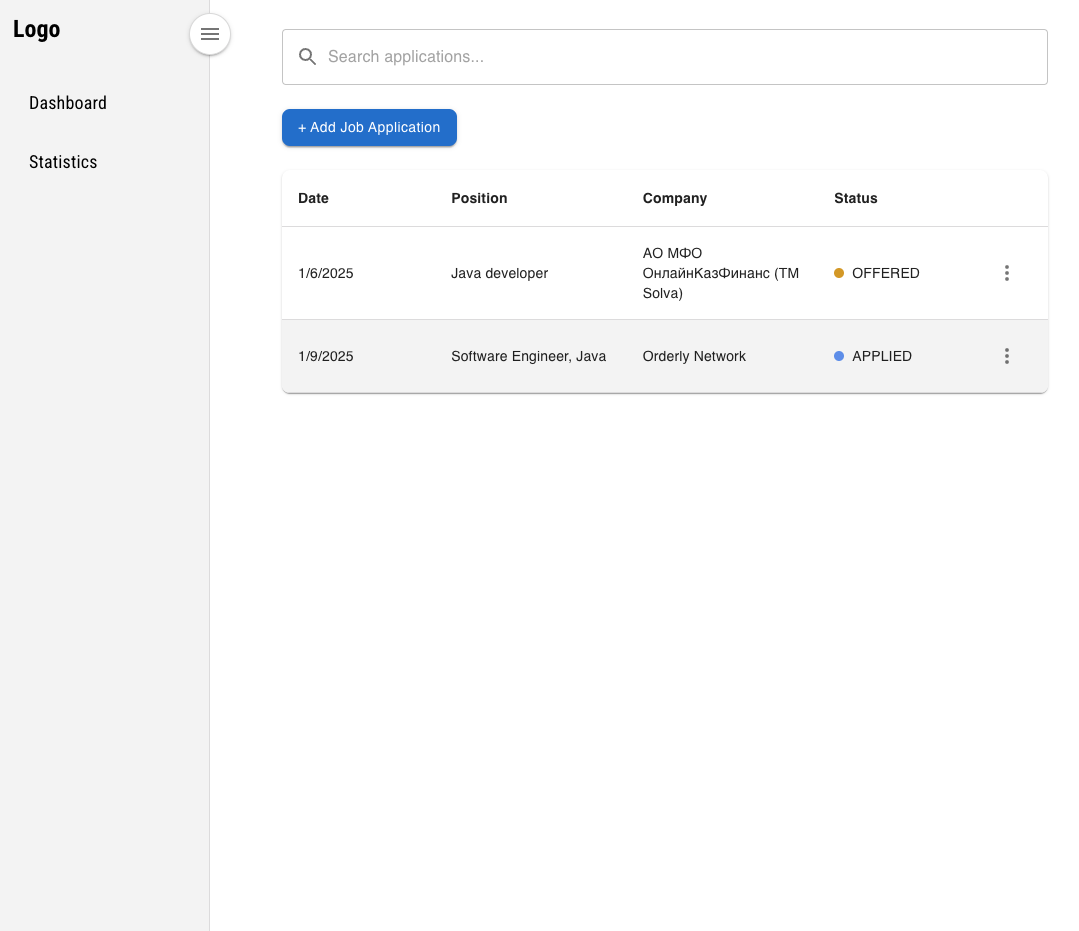 Logo
Dashboard
Statistics
Search applications...
+ Add Job Application
Date Position Company Status
1/6/2025 Java developer АО МФО
ОнлайнКазФинанс (ТМ
Solva) OFFERED
1/9/2025 Software Engineer, Java Orderly Network APPLIED